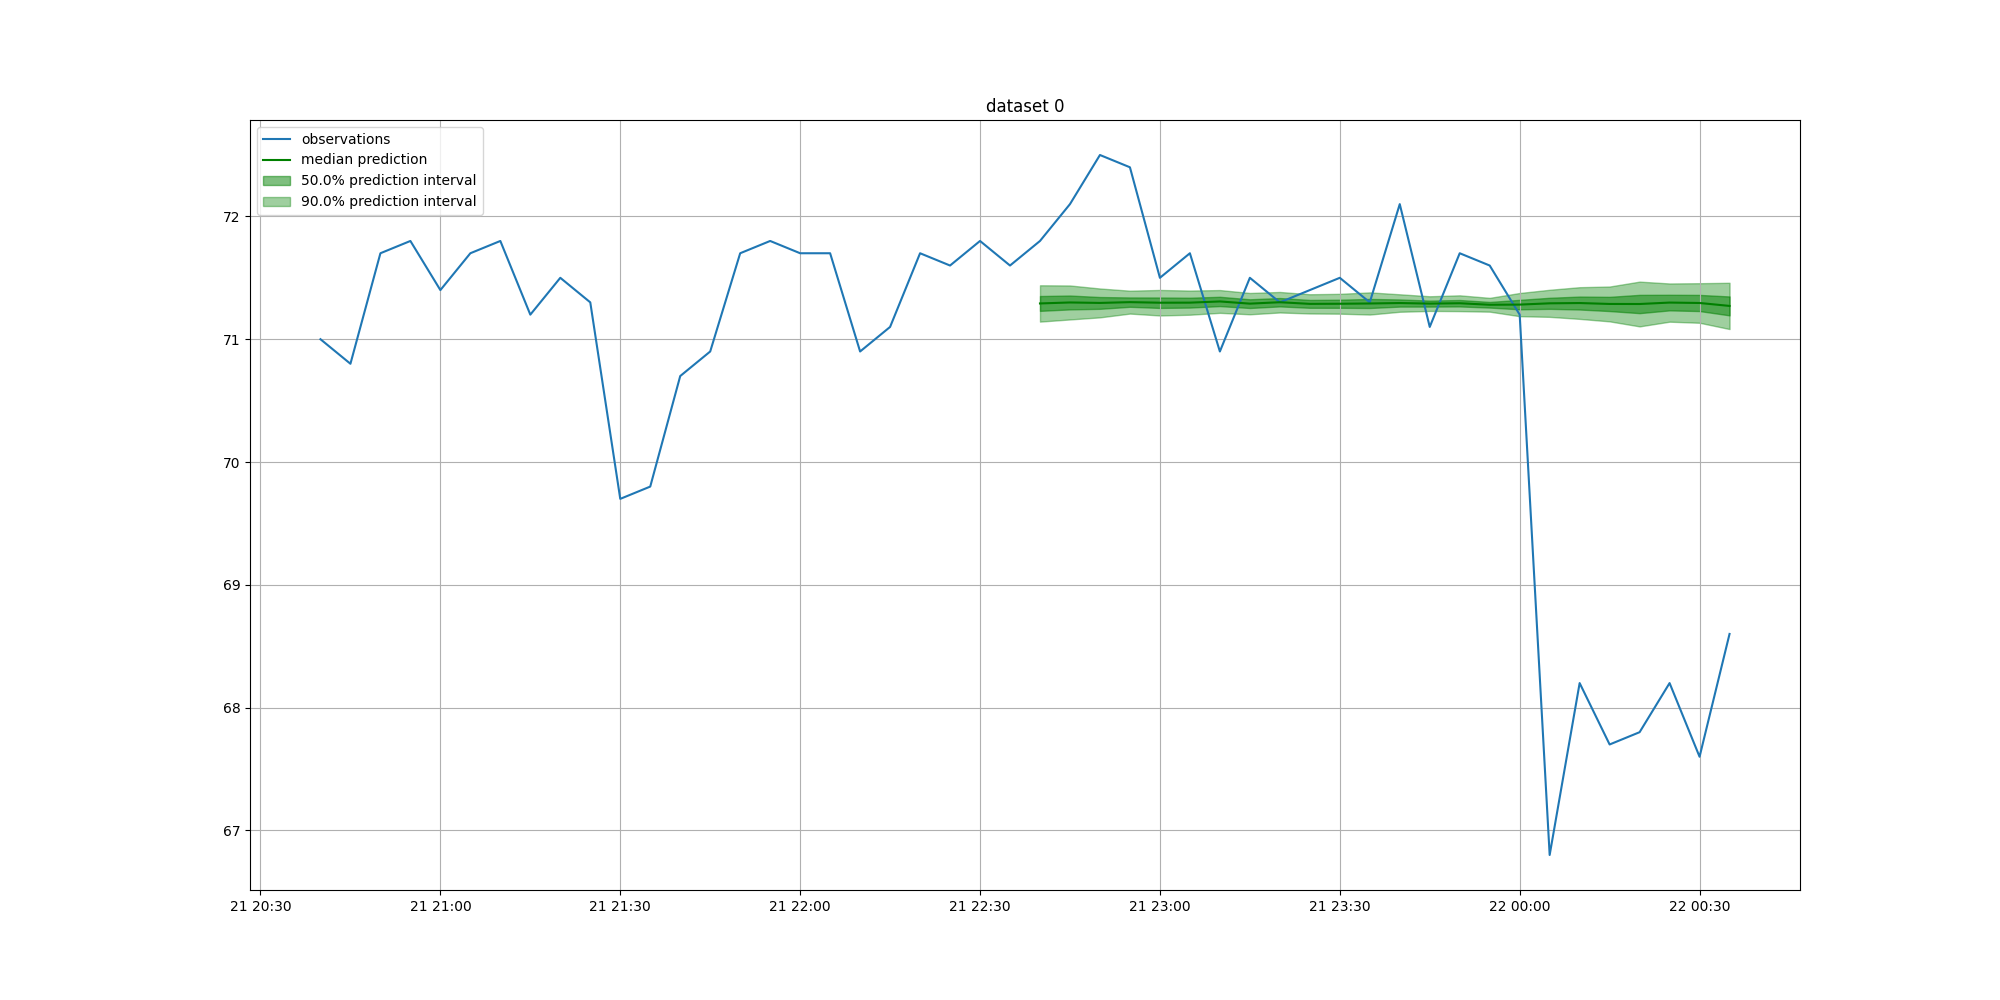 dataset 0
observations
median prediction
50.0% prediction interval
90.0% prediction interval
72
71
70
69
68
67
21 20:30 21 21:00 21 21:30 21 22:00 21 22:30 21 23:00 21 23:30 22 00:00 22 00:30